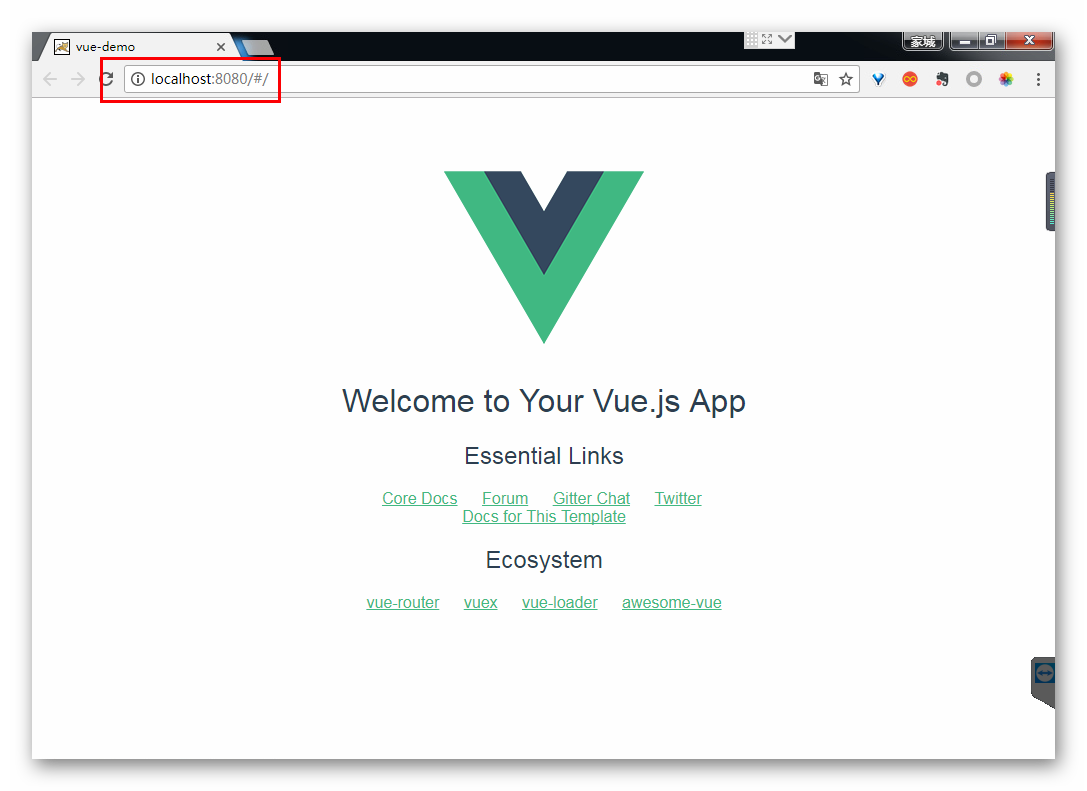 vue-demo
家城
localhost:8080/#/
Welcome to Your Vue.js App
Essential Links
Core Docs Forum Gitter Chat Twitter
Docs for This Template
Ecosystem
vue-router vuex vue-loader awesome-vue